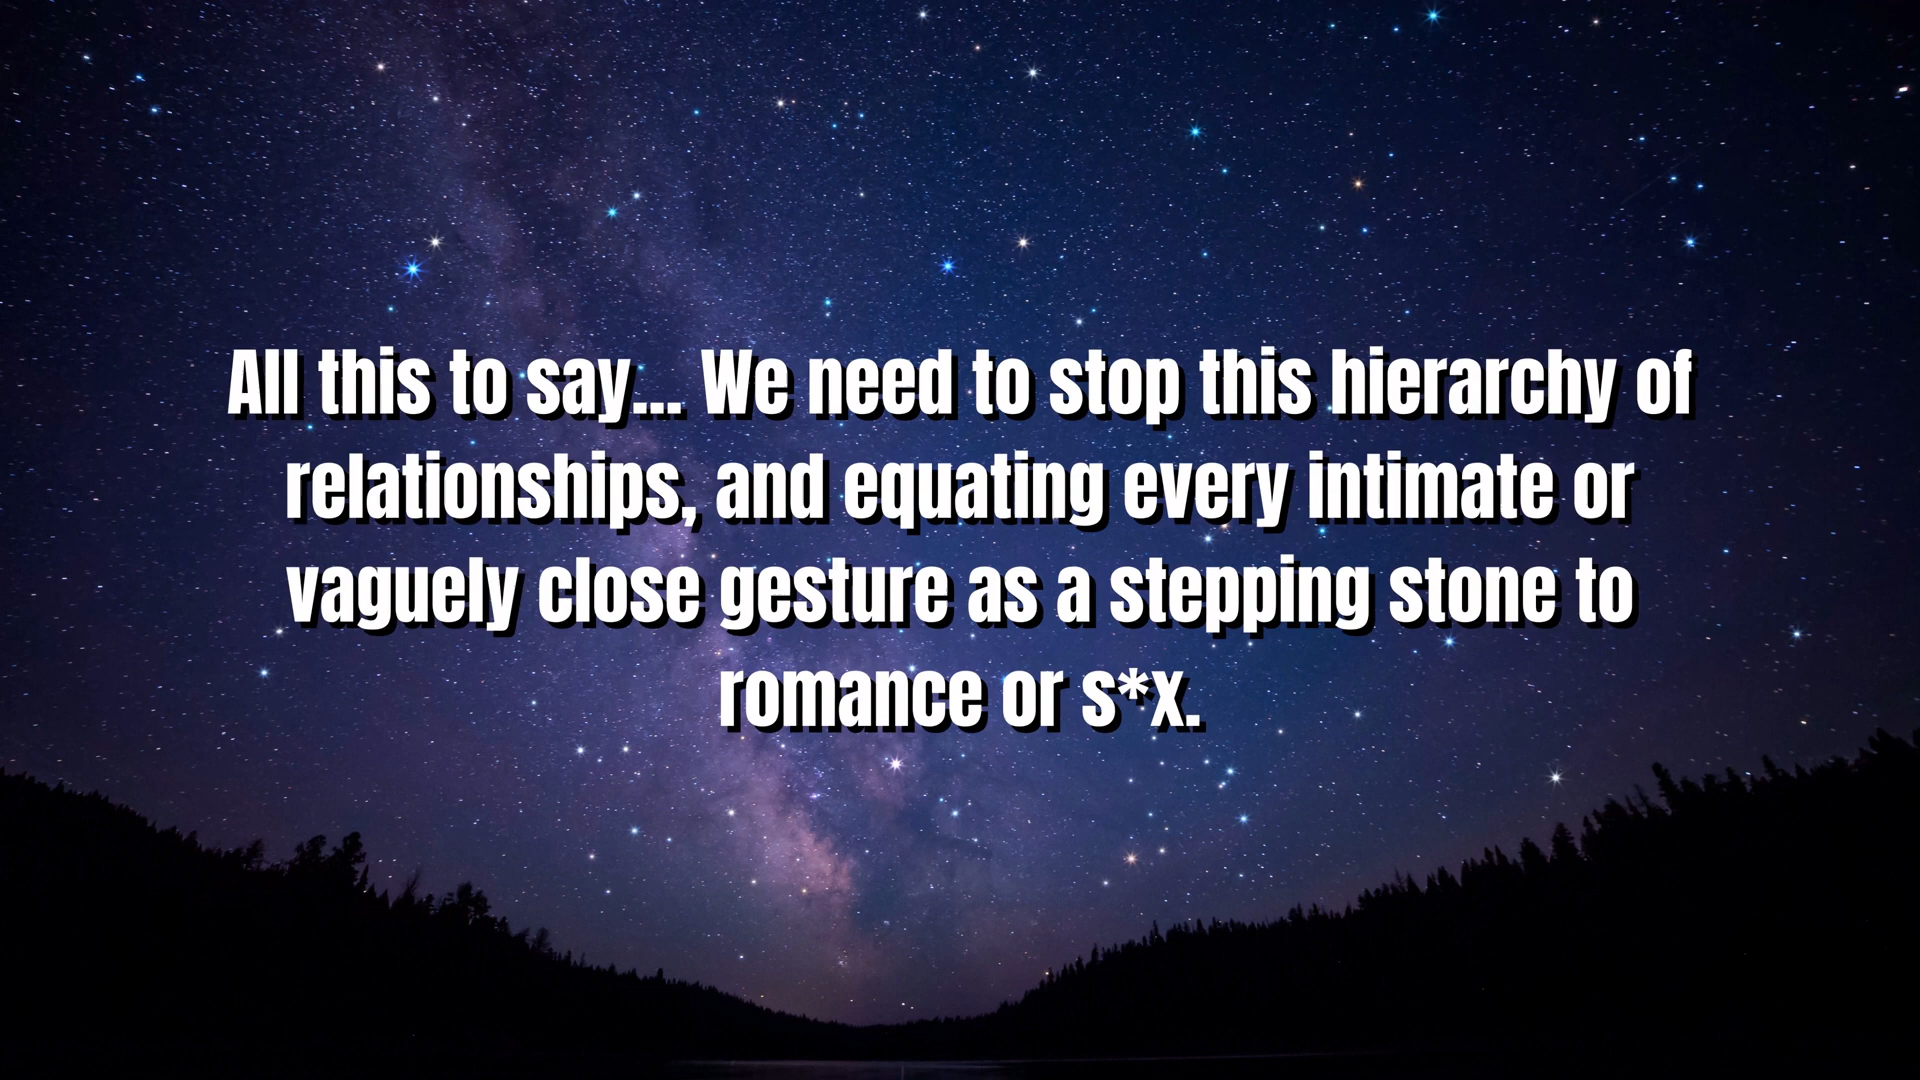 All this to say... We need to stop this hierarchy of
relationships, and equating every intimate or
vaguely close gesture as a stepping stone to
romance or s*x.